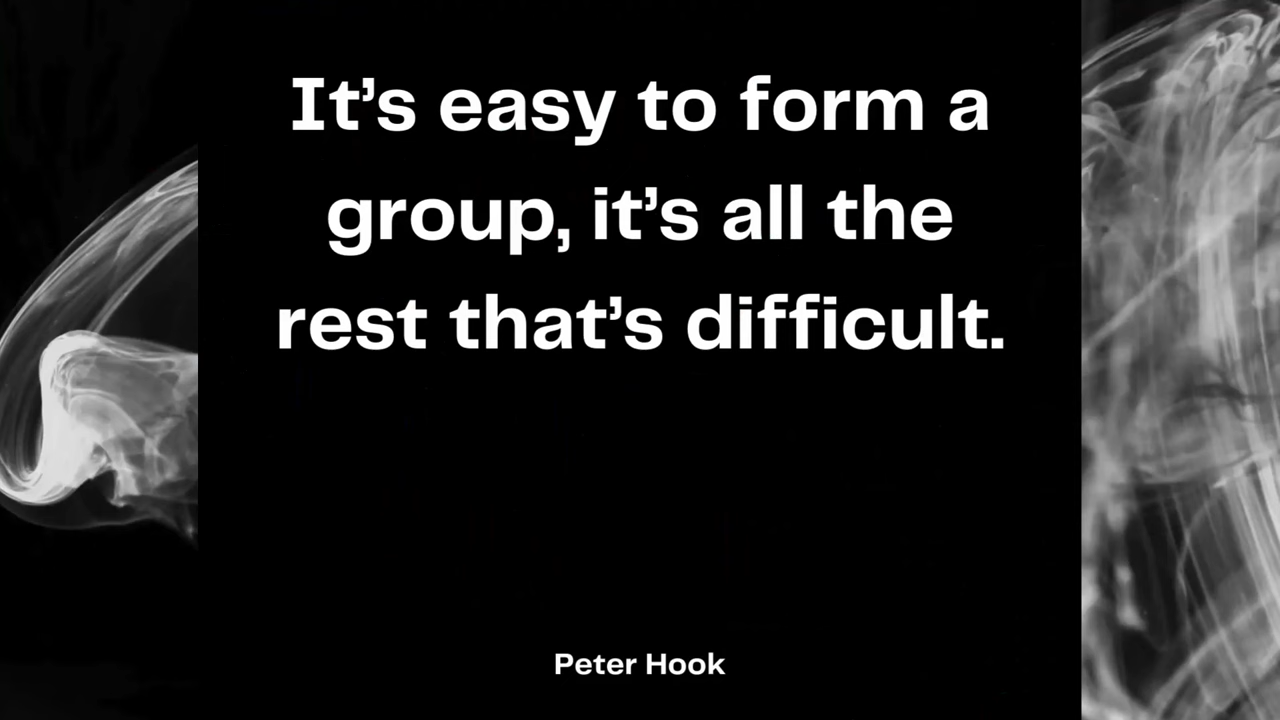 It’s easy to form a
group, it’s all the
rest that’s difficult.
Peter Hook